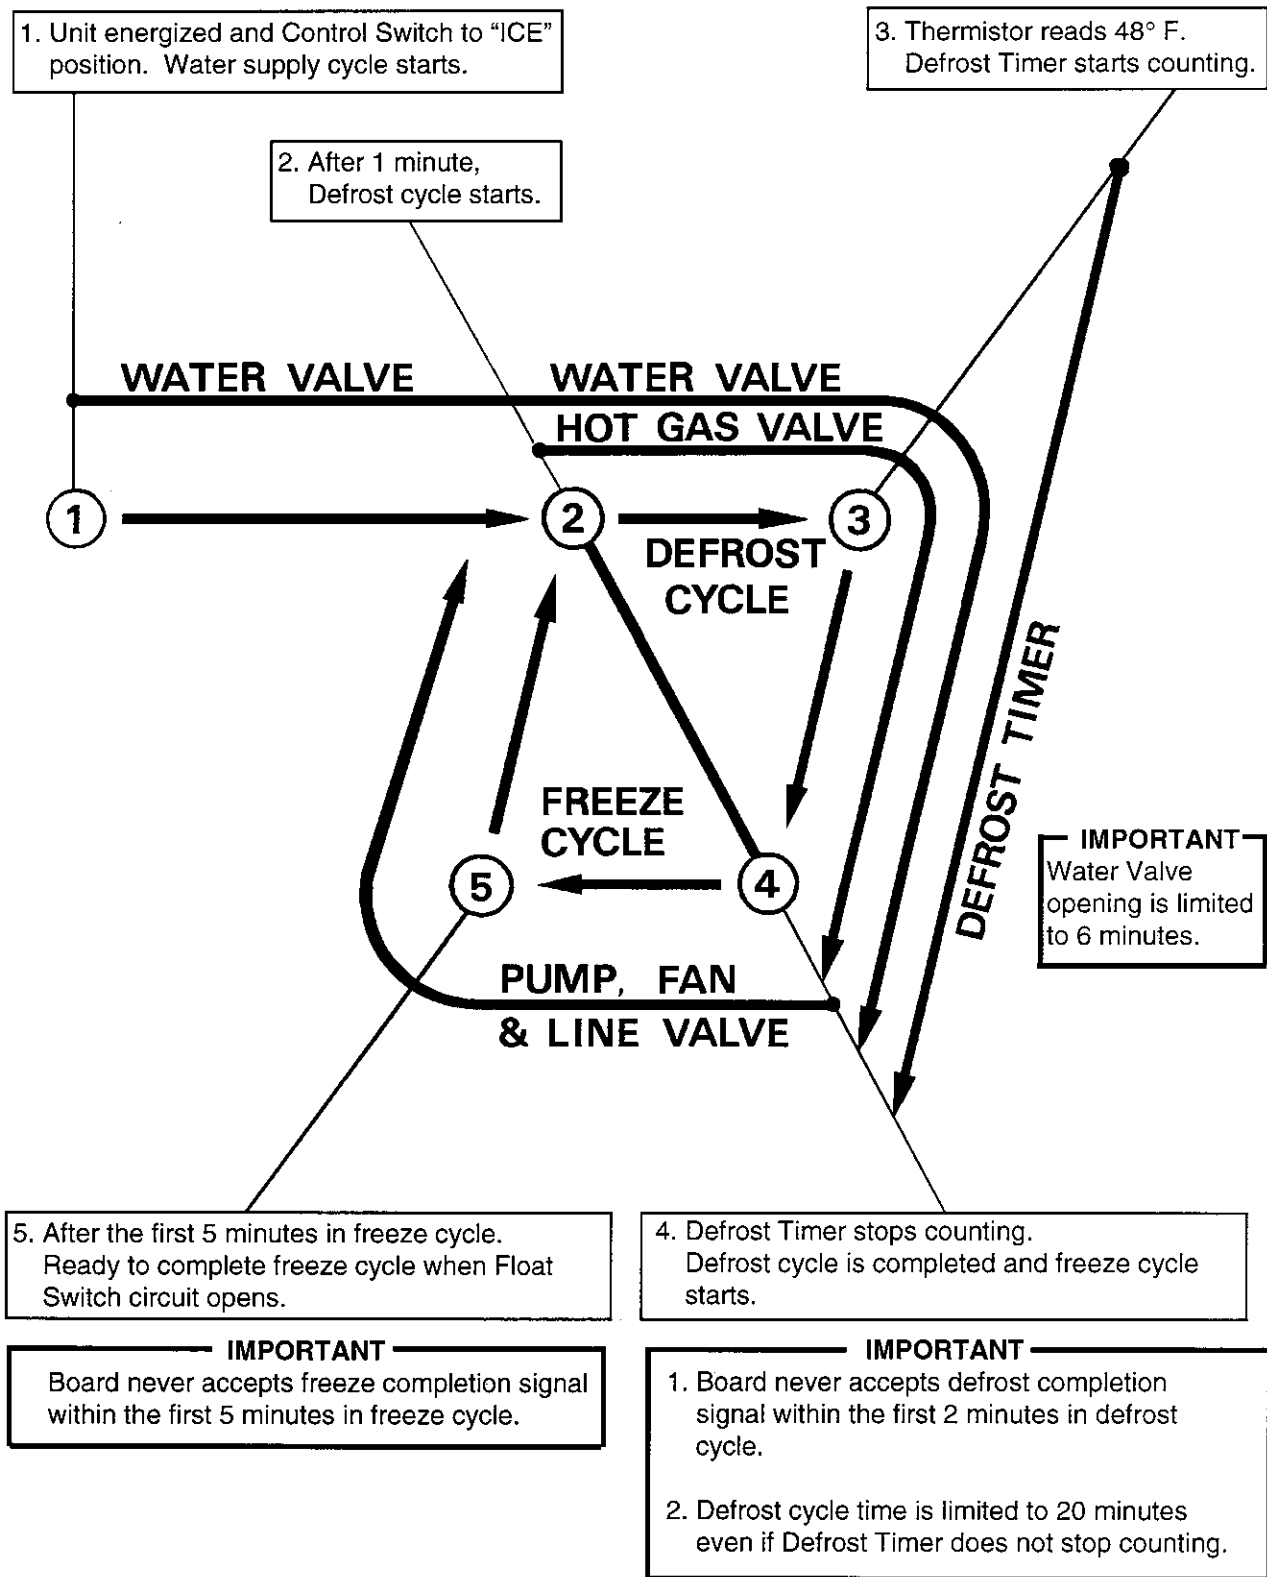 1. Unit energized and Control Switch to “ICE”
position. Water supply cycle starts.
3. Thermistor reads 48° F.
Defrost Timer starts counting.
2. After 1 minute,
Defrost cycle starts.
WATER VALVE
WATER VALVE
HOT GAS VALVE
1
2
3
DEFROST
CYCLE
DEFROST TIMER
FREEZE
CYCLE
5
4
IMPORTANT
Water Valve
opening is limited
to 6 minutes.
PUMP, FAN
& LINE VALVE
5. After the first 5 minutes in freeze cycle.
Ready to complete freeze cycle when Float
Switch circuit opens.
4. Defrost Timer stops counting.
Defrost cycle is completed and freeze cycle
starts.
IMPORTANT
Board never accepts freeze completion signal
within the first 5 minutes in freeze cycle.
IMPORTANT
1. Board never accepts defrost completion
signal within the first 2 minutes in defrost
cycle.
2. Defrost cycle time is limited to 20 minutes
even if Defrost Timer does not stop counting.